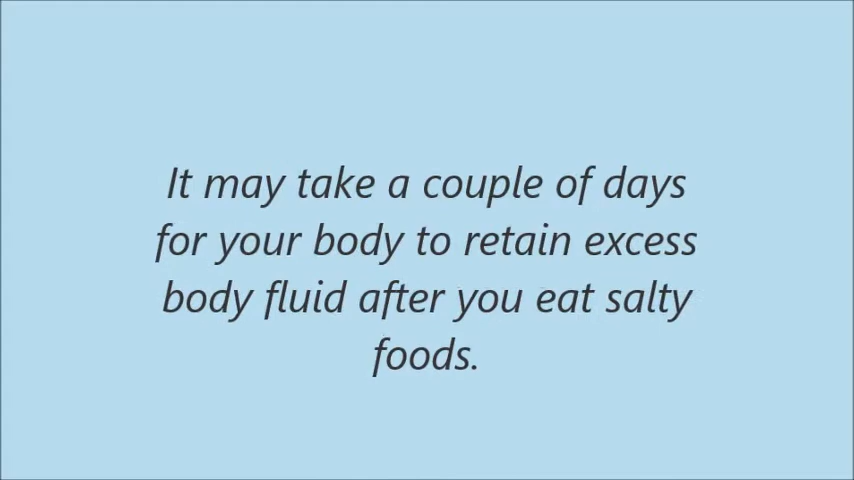 It may take a couple of days
for your body to retain excess
body fluid after you eat salty
foods.